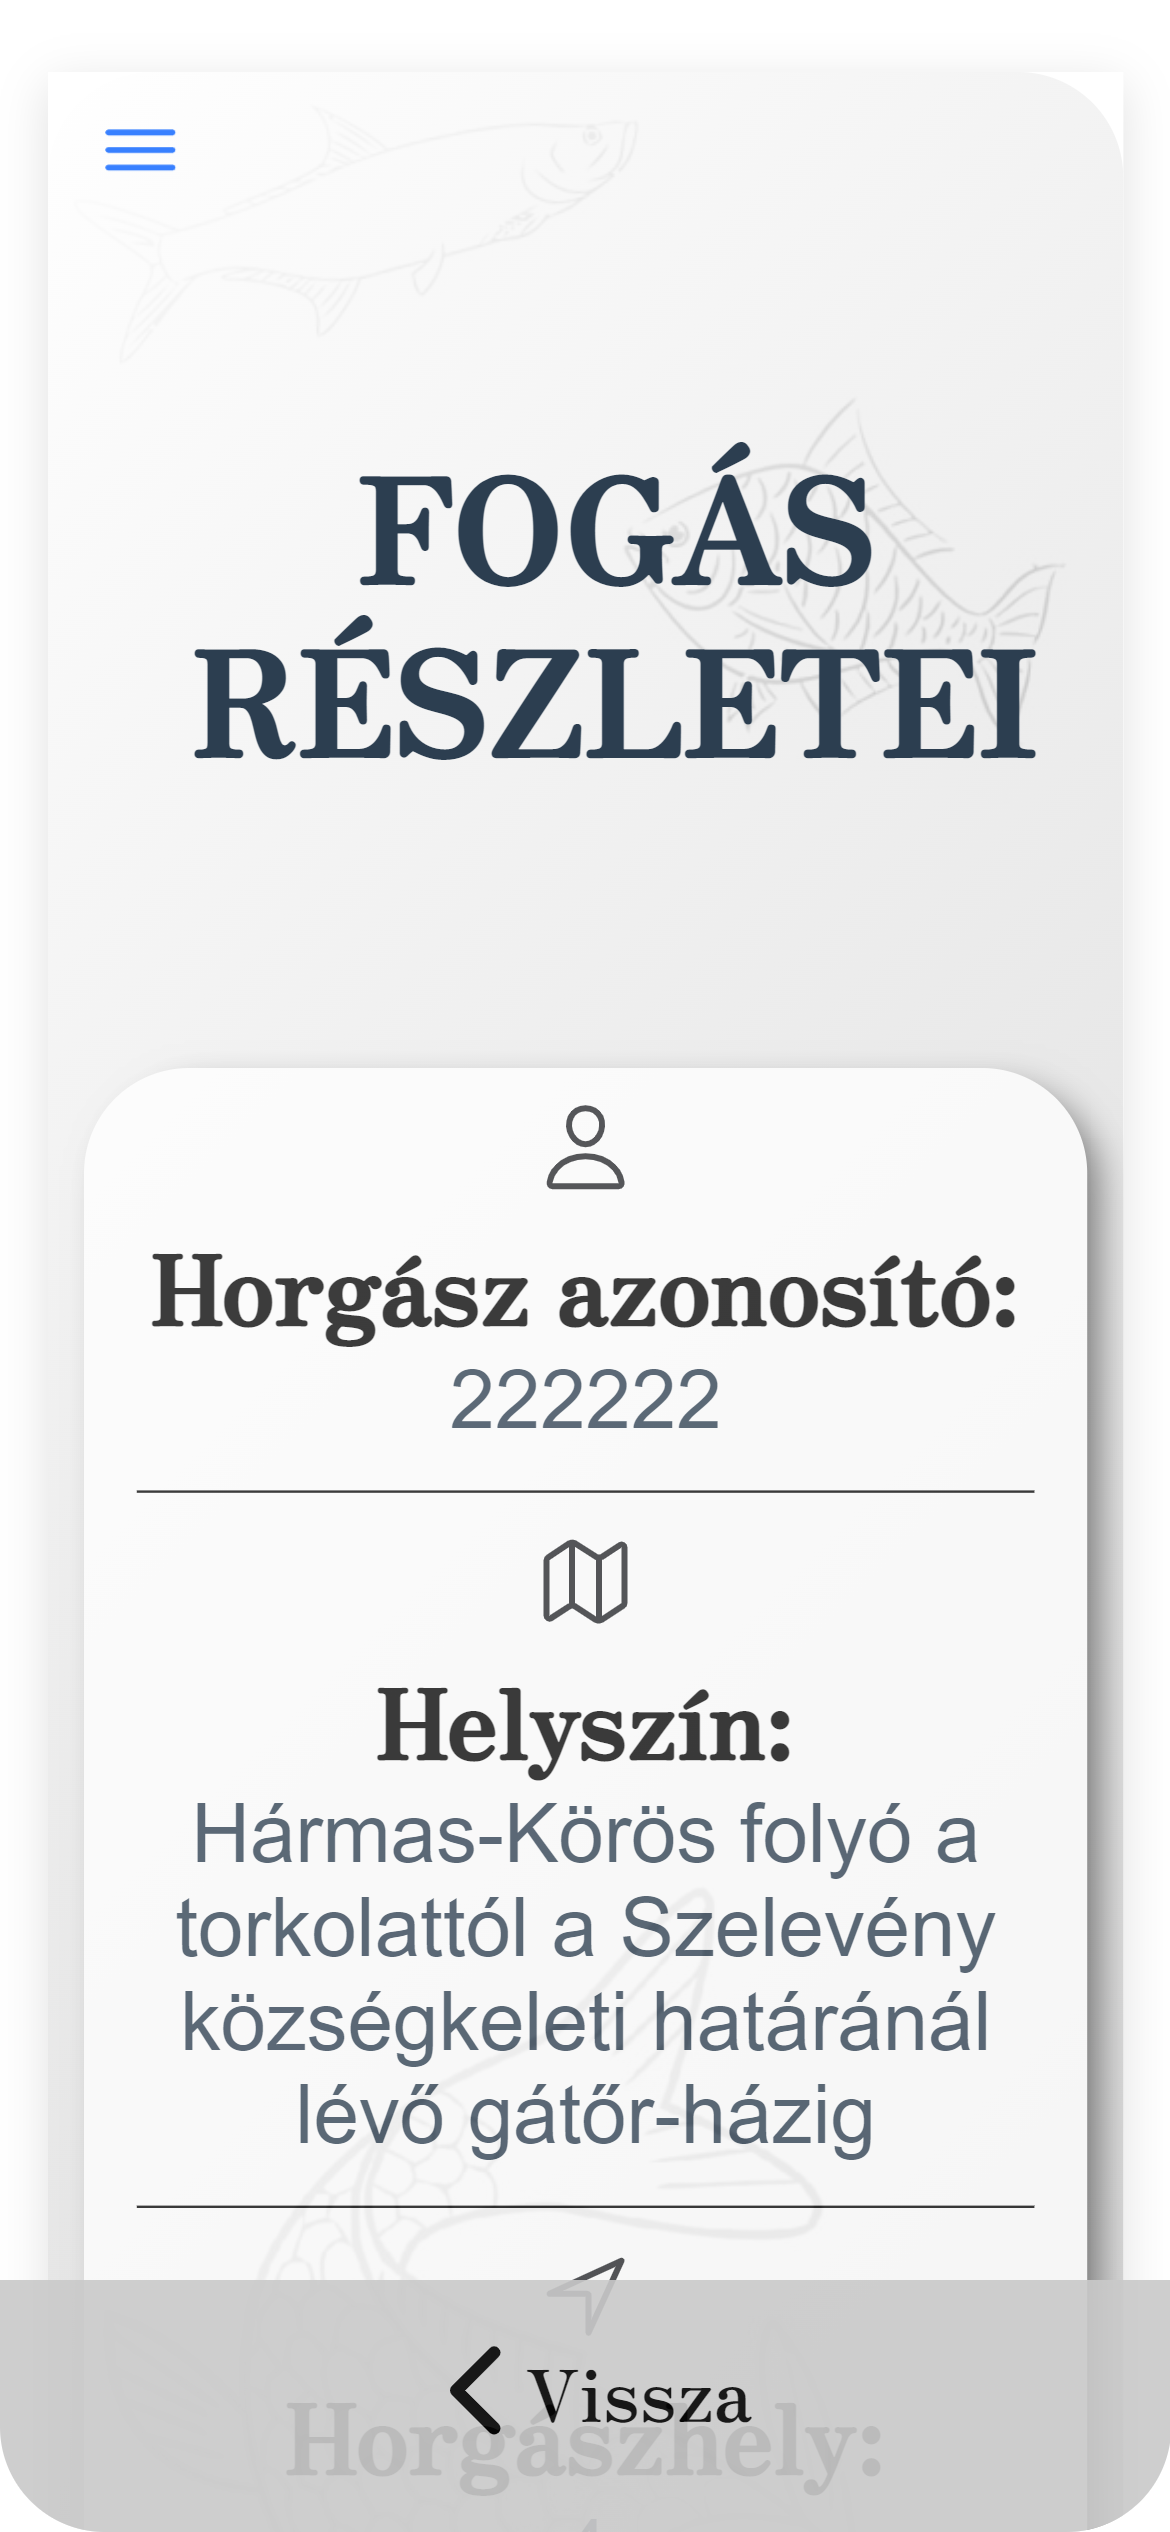 FOGÁS
RÉSZLETEI
Horgász azonosító:
222222
Helyszín:
Hármas-Körös folyó a
torkolattól a Szelevény
községkeleti határánál
lévő gátőr-házig
Vissza
Horgászhely: